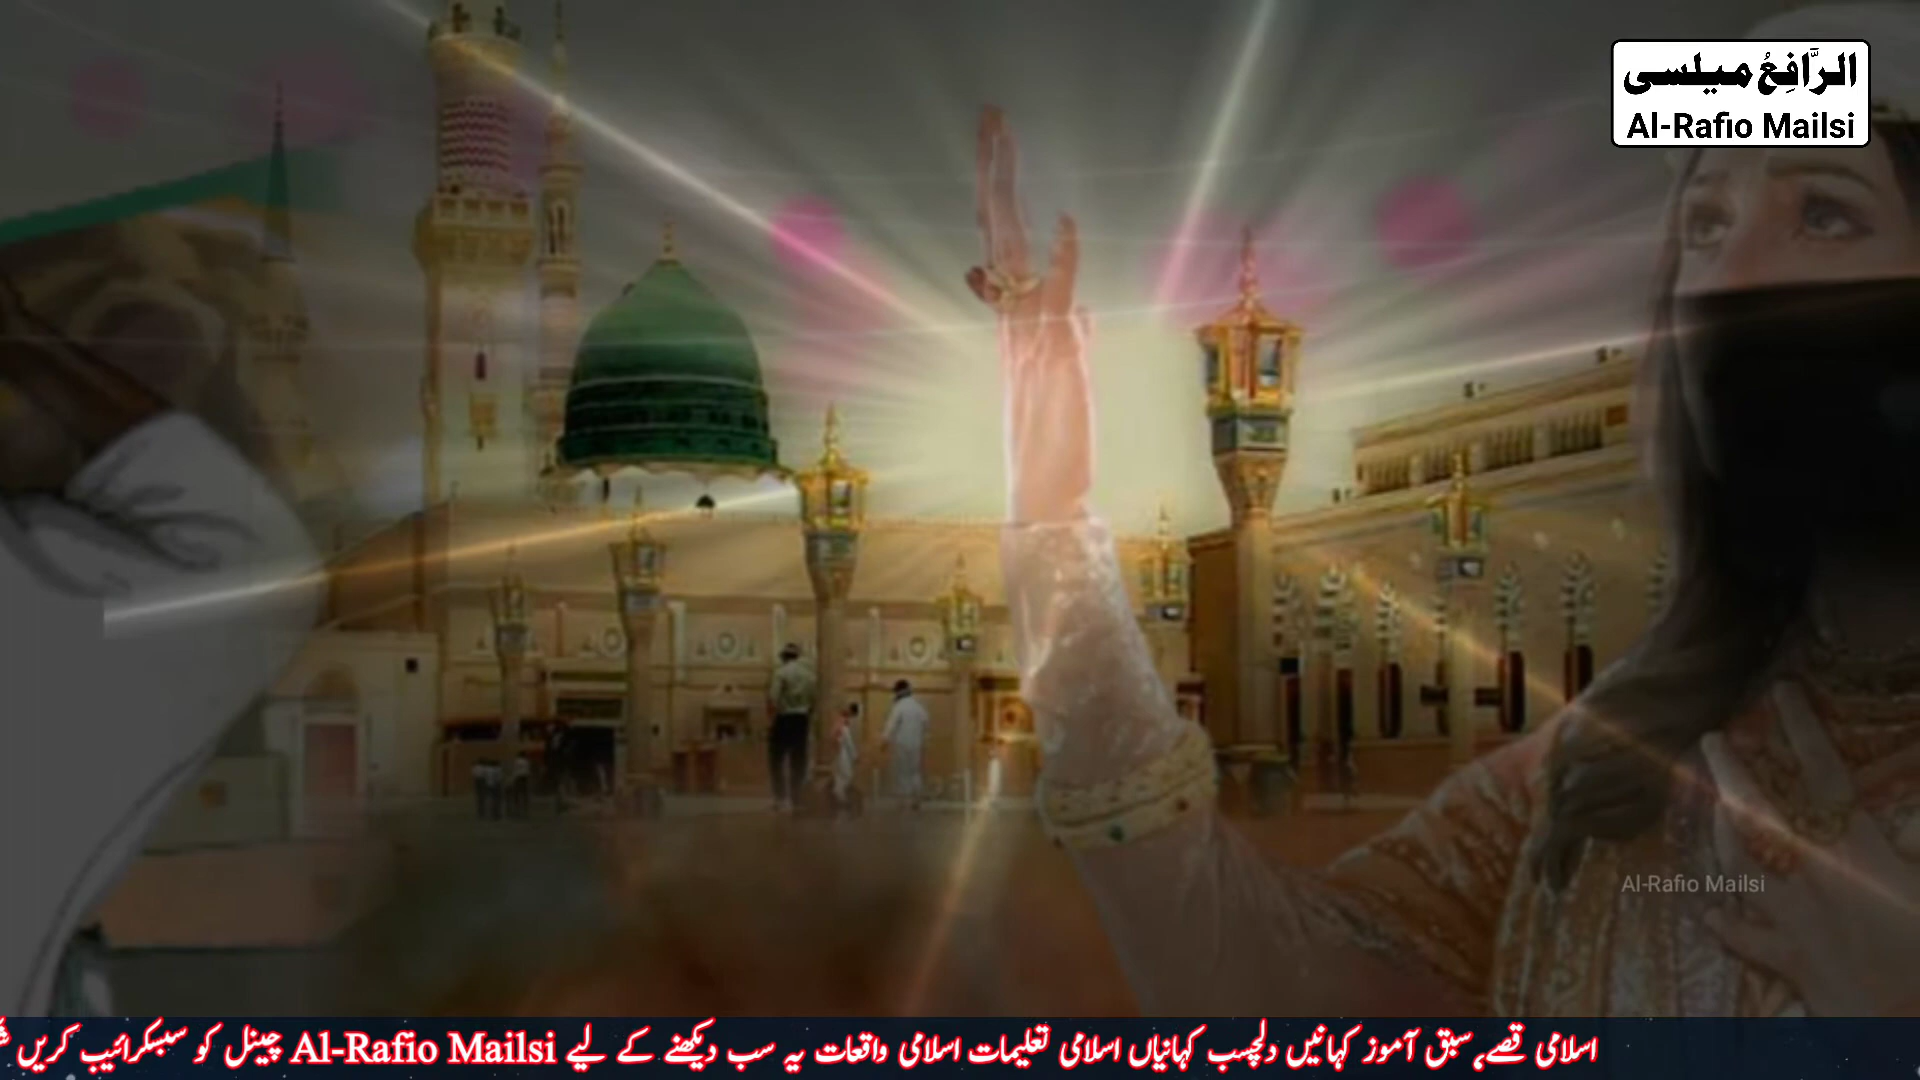 الرَّافِعُ میلسی
Al-Rafio Mailsi
Al-Rafio Mailsi
اسلامی قصے، سبق آموز کہانیں دلچسب کہانیاں اسلامی تعلیمات اسلامی واقعات یہ سب دیکھنے کے لیے Al-Rafio Mailsi چینل کو سبسکرائیب کریں